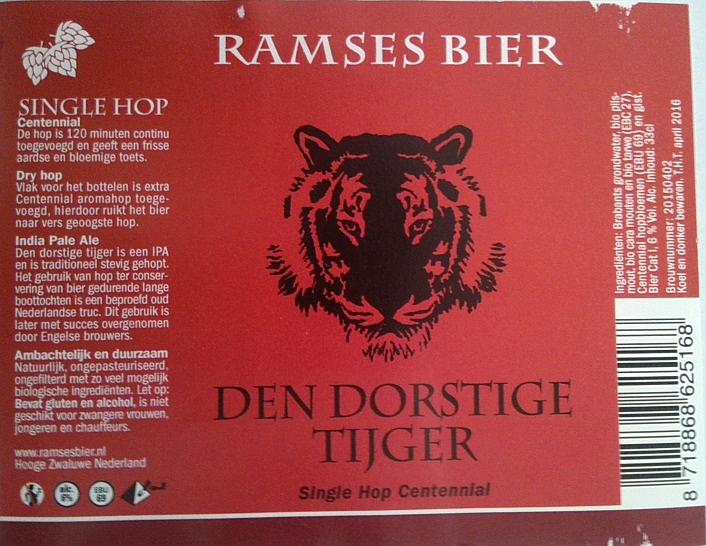 RAMSES BIER
SINGLE HOP
Centennial
De hop is 120 minuten continu
toegevoegd en geeft een frisse
aardse en bloemige toets.
Dry hop
Vlak voor het bottelen is extra
Centennial aromahop toege-
voegd, hierdoor ruikt het bier
naar vers geoogste hop.
India Pale Ale
Den dorstige tijger is een IPA
en is traditioneel stevig gehopt.
Het gebruik van hop ter conser-
vering van bier gedurende lange
boottochten is een beproefd oud
Nederlandse truc. Dit gebruik is
later met succes overgenomen
door Engelse brouwers.
Ambachtelijk en duurzaam
Natuurlijk, ongepasteuriseerd,
ongefilterd met zo veel mogelijk
biologische ingrediënten. Let op:
Bevat gluten en alcohol, is niet
geschikt voor zwangere vrouwen,
jongeren en chauffeurs.
www.ramsesbier.nl
Hooge Zwaluwe Nederland
alc.
6%
EBU
69
DEN DORSTIGE
TIJGER
Single Hop Centennial
Ingrediënten: Brabants grondwater, bio pils-
mout, bio cara mouten en bio tarwe (EBC 27),
Centennial hopbloemen (EBU 69) en gist.
Bier Cat I, 6 % Vol. Alc. Inhoud: 33cl
Brouwnummer: 20150402
Koel en donker bewaren. T.H.T. april 2016
8 718868 625168